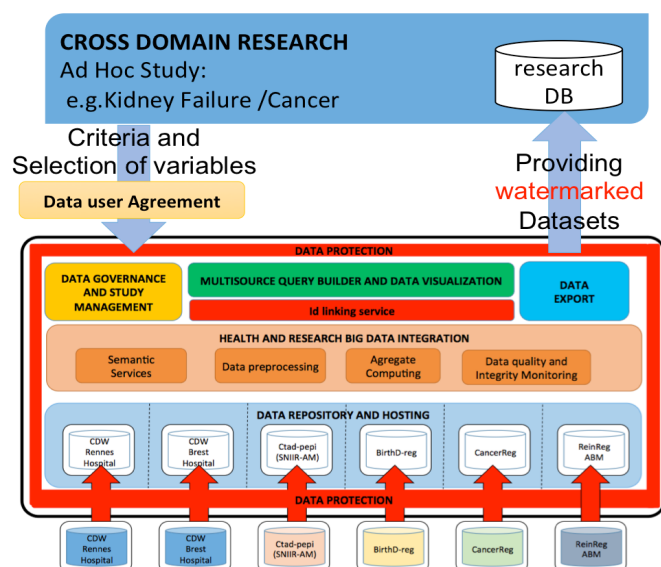 CROSS DOMAIN RESEARCH
Ad Hoc Study:
e.g.Kidney Failure /Cancer
research
DB
Criteria and
Selection of variables
Data user Agreement
Providing
watermarked
Datasets
DATA PROTECTION
DATA GOVERNANCE
AND STUDY
MANAGEMENT
MULTISOURCE QUERY BUILDER AND DATA VISUALIZATION
Id linking service
DATA
EXPORT
HEALTH AND RESEARCH BIG DATA INTEGRATION
Semantic
Services
Data preprocessing
Agregate
Computing
Data quality and
Integrity Monitoring
DATA REPOSITORY AND HOSTING
CDW
Rennes
Hospital
CDW
Brest
Hospital
Ctad-pepi
(SNIIR-AM)
BirthD-reg
CancerReg
ReinReg
ABM
DATA PROTECTION
CDW
Rennes
Hospital
CDW
Brest
Hospital
Ctad-pepi
(SNIIR-AM)
BirthD-reg
CancerReg
ReinReg
ABM